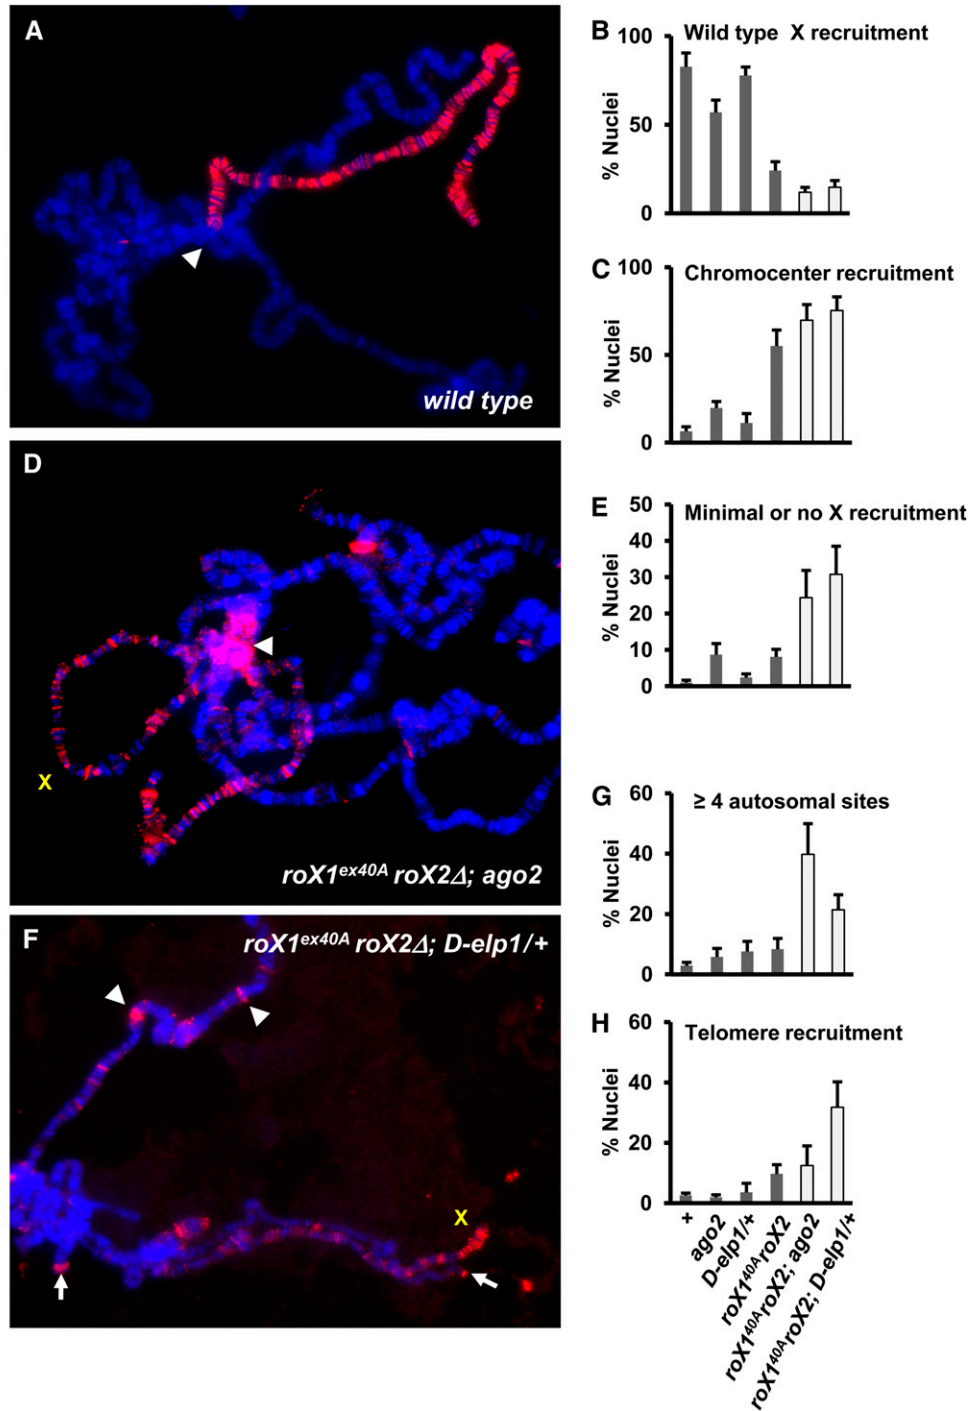 A
wild type
B
Wild type X recruitment
% Nuclei
100
50
0
C
Chromocenter recruitment
% Nuclei
100
50
0
D
X
roX1ex40A roX2Δ; ago2
E
Minimal or no X recruitment
% Nuclei
50
40
30
20
10
0
F
roX1ex40A roX2Δ; D-elp1/+
X
G
≥ 4 autosomal sites
% Nuclei
60
40
20
0
H
Telomere recruitment
% Nuclei
60
40
20
0
+
ago2
D-elp1/+
roX140AroX2
roX140AroX2; ago2
roX140AroX2; D-elp1/+